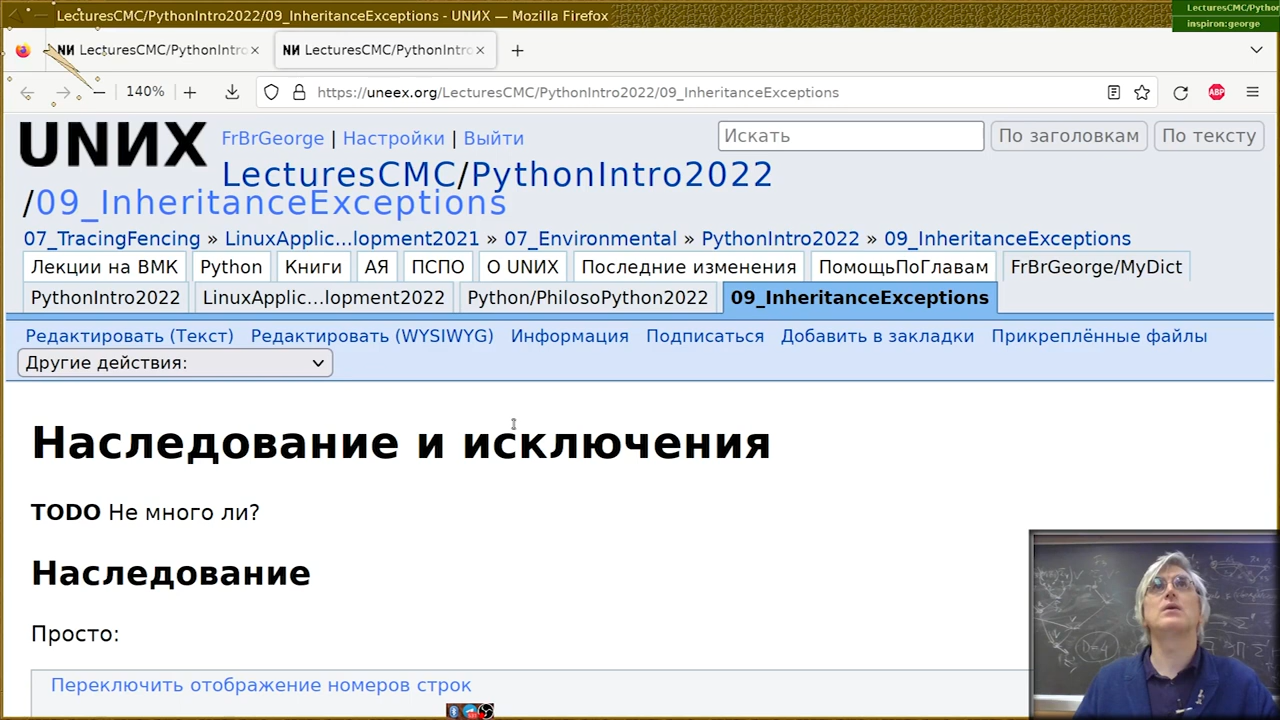 LecturesCMC/PythonIntro2022/09_InheritanceExceptions - UNИX — Mozilla Firefox
LecturesCMC/Python
inspiron:george
NИ LecturesCMC/PythonIntro ×
NИ LecturesCMC/PythonIntro ×
140%
https://uneex.org/LecturesCMC/PythonIntro2022/09_InheritanceExceptions
ABP
UNИX
FrBrGeorge | Настройки | Выйти
Искать
По заголовкам
По тексту
LecturesCMC/PythonIntro2022
/09_InheritanceExceptions
07_TracingFencing » LinuxApplic...lopment2021 » 07_Environmental » PythonIntro2022 » 09_InheritanceExceptions
Лекции на ВМК Python Книги АЯ ПСПО О UNИX Последние изменения ПомощьПоГлавам FrBrGeorge/MyDict
PythonIntro2022 LinuxApplic...lopment2022 Python/PhilosoPython2022 09_InheritanceExceptions
Редактировать (Текст) Редактировать (WYSIWYG) Информация Подписаться Добавить в закладки Прикреплённые файлы
Другие действия:
Наследование и исключения
TODO Не много ли?
Наследование
Просто:
Переключить отображение номеров строк